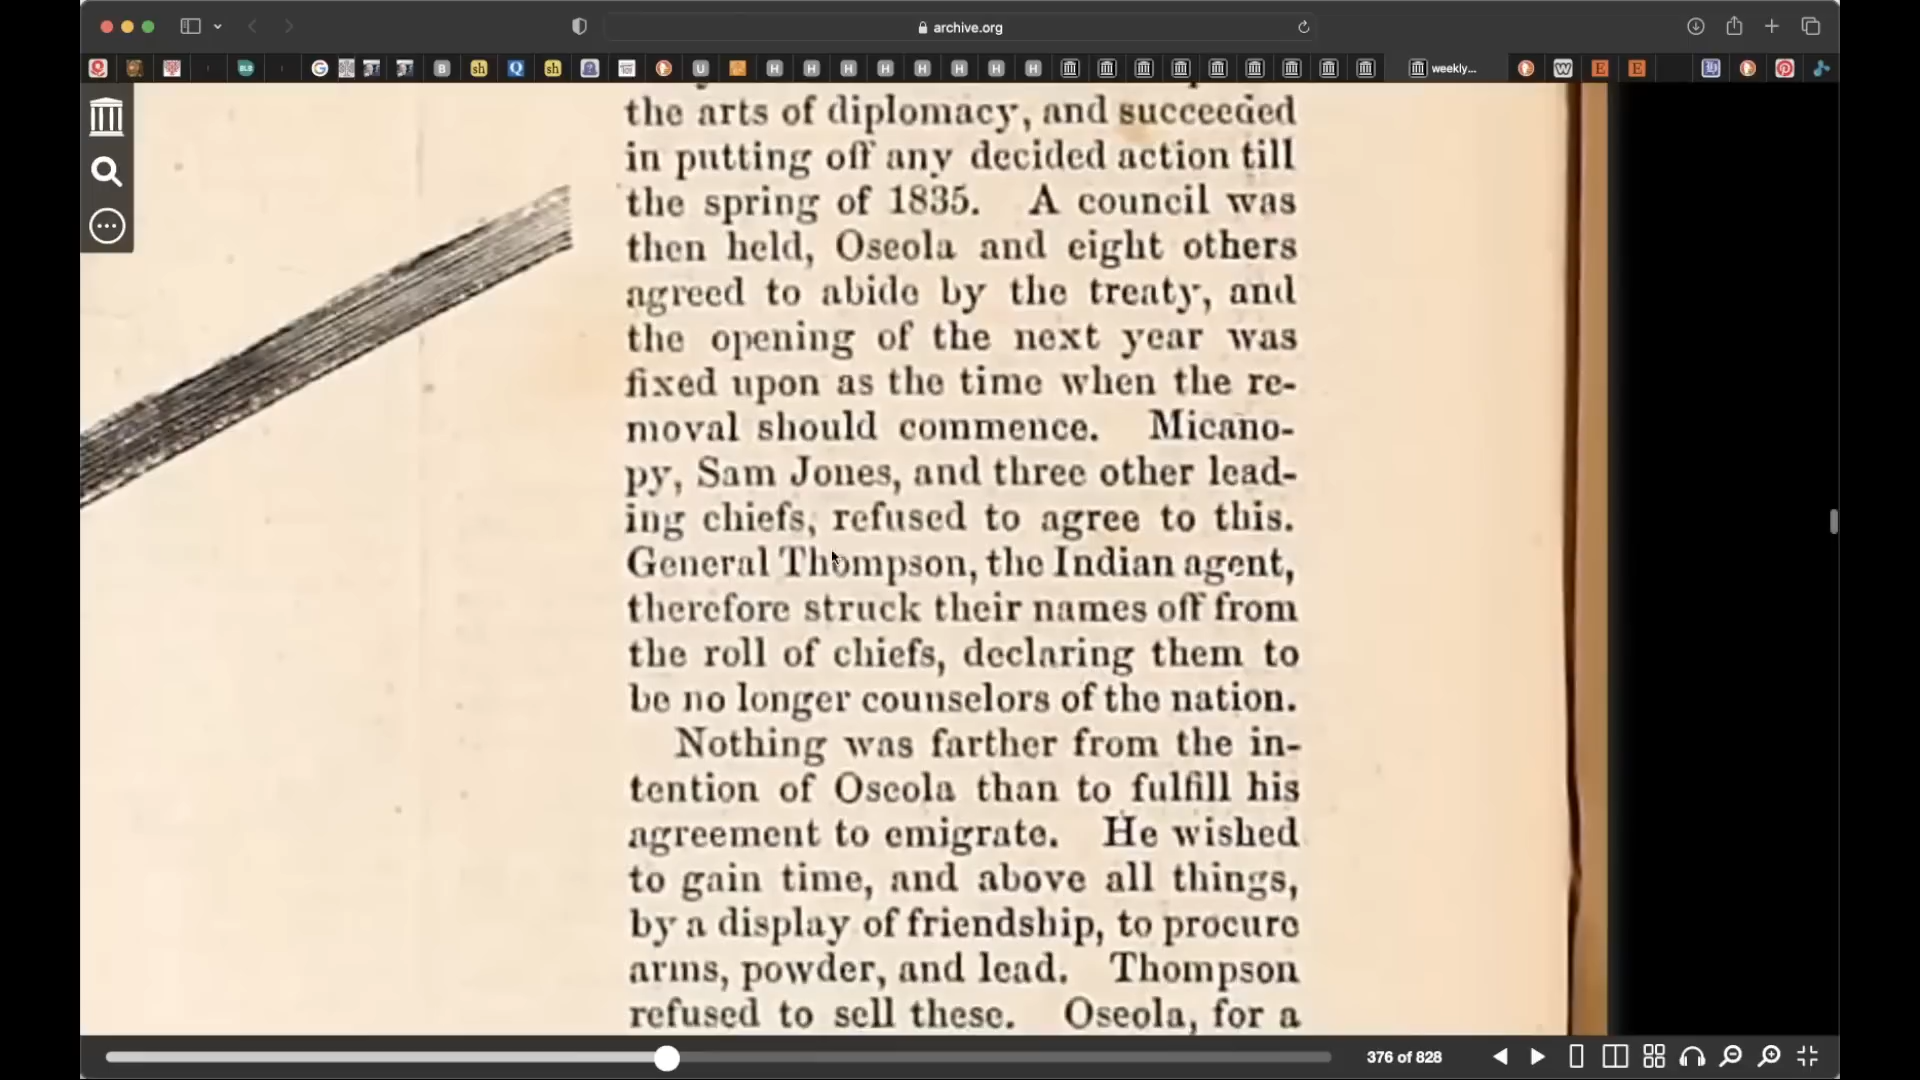 archive.org
weekly...
the arts of diplomacy, and succeeded
in putting off any decided action till
the spring of 1835. A council was
then held, Oseola and eight others
agreed to abide by the treaty, and
the opening of the next year was
fixed upon as the time when the re-
moval should commence. Micano-
py, Sam Jones, and three other lead-
ing chiefs, refused to agree to this.
General Thompson, the Indian agent,
therefore struck their names off from
the roll of chiefs, declaring them to
be no longer counselors of the nation.
Nothing was farther from the in-
tention of Oseola than to fulfill his
agreement to emigrate. He wished
to gain time, and above all things,
by a display of friendship, to procure
arms, powder, and lead. Thompson
refused to sell these. Oseola, for a
376 of 828